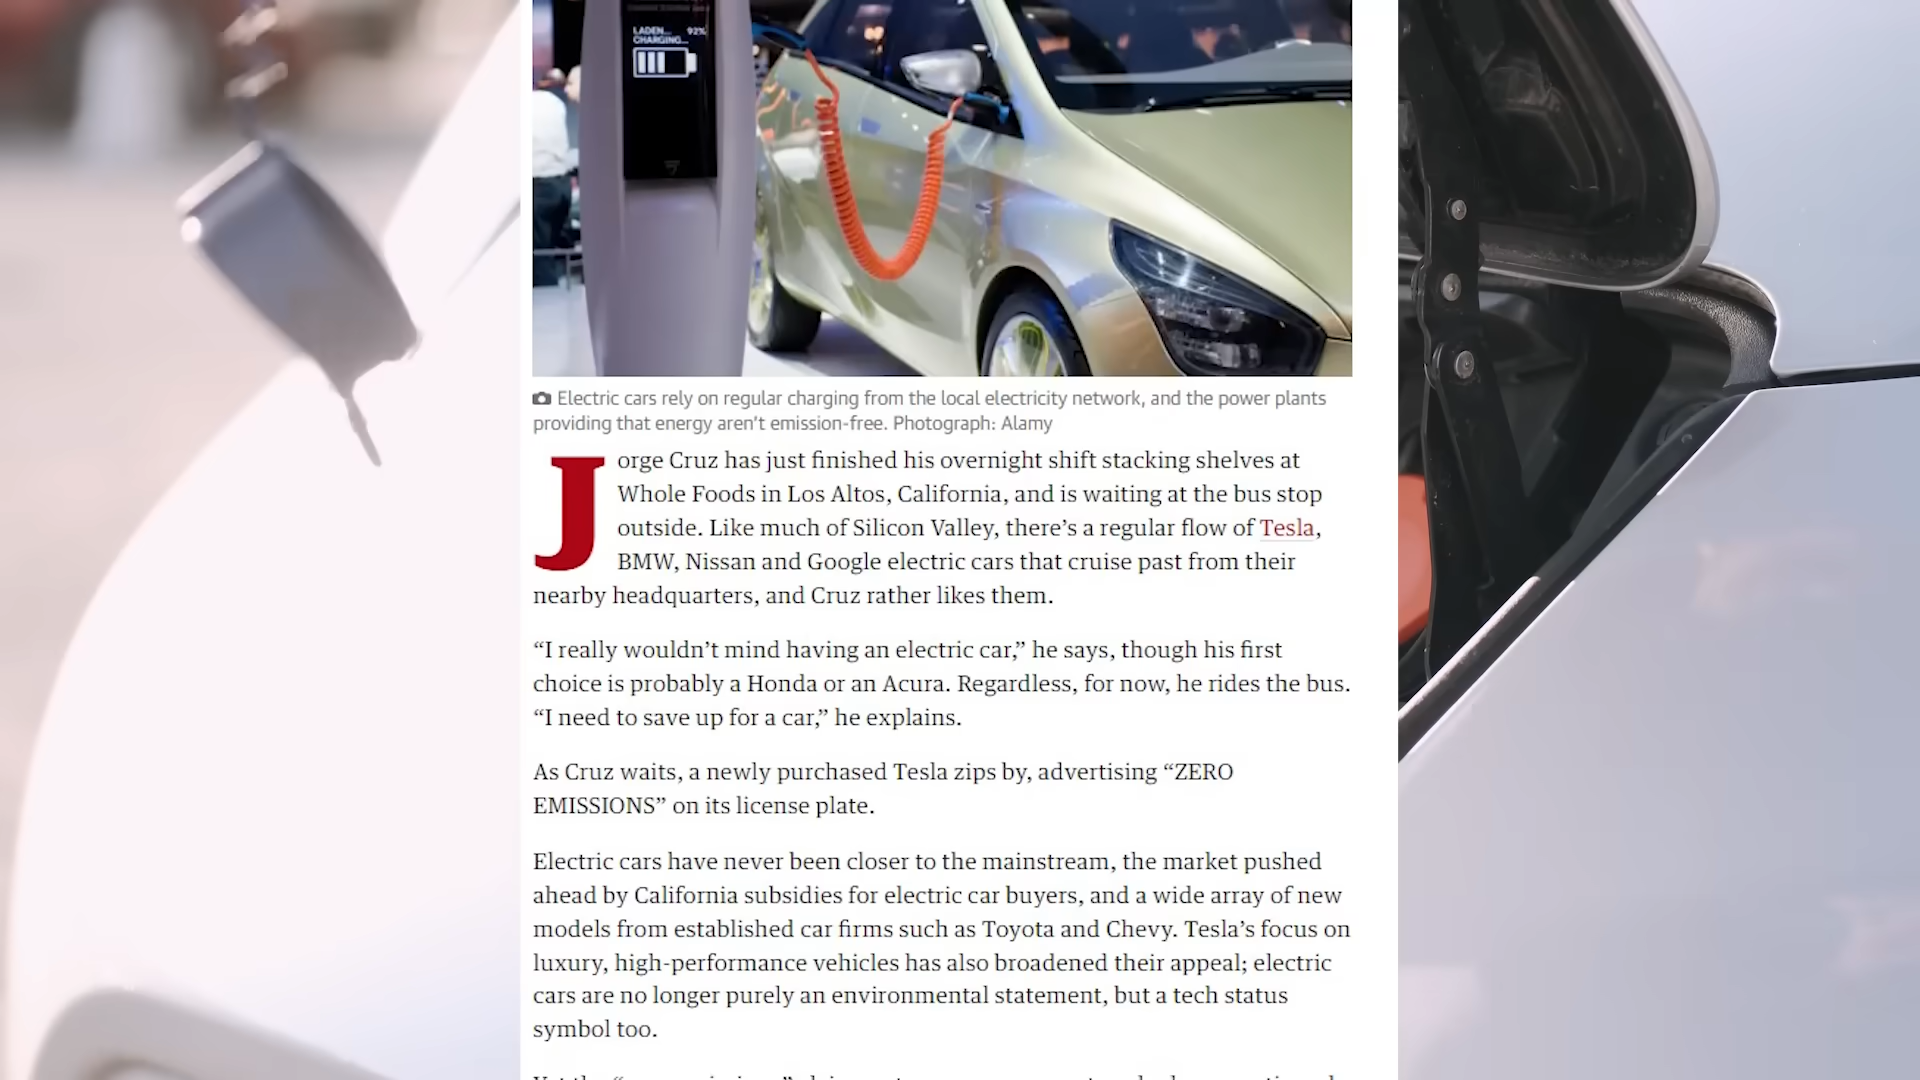 LADEN... 92%
CHARGING...
Electric cars rely on regular charging from the local electricity network, and the power plants
providing that energy aren’t emission-free. Photograph: Alamy
Jorge Cruz has just finished his overnight shift stacking shelves at
Whole Foods in Los Altos, California, and is waiting at the bus stop
outside. Like much of Silicon Valley, there’s a regular flow of Tesla,
BMW, Nissan and Google electric cars that cruise past from their
nearby headquarters, and Cruz rather likes them.
“I really wouldn’t mind having an electric car,” he says, though his first
choice is probably a Honda or an Acura. Regardless, for now, he rides the bus.
“I need to save up for a car,” he explains.
As Cruz waits, a newly purchased Tesla zips by, advertising “ZERO
EMISSIONS” on its license plate.
Electric cars have never been closer to the mainstream, the market pushed
ahead by California subsidies for electric car buyers, and a wide array of new
models from established car firms such as Toyota and Chevy. Tesla’s focus on
luxury, high-performance vehicles has also broadened their appeal; electric
cars are no longer purely an environmental statement, but a tech status
symbol too.